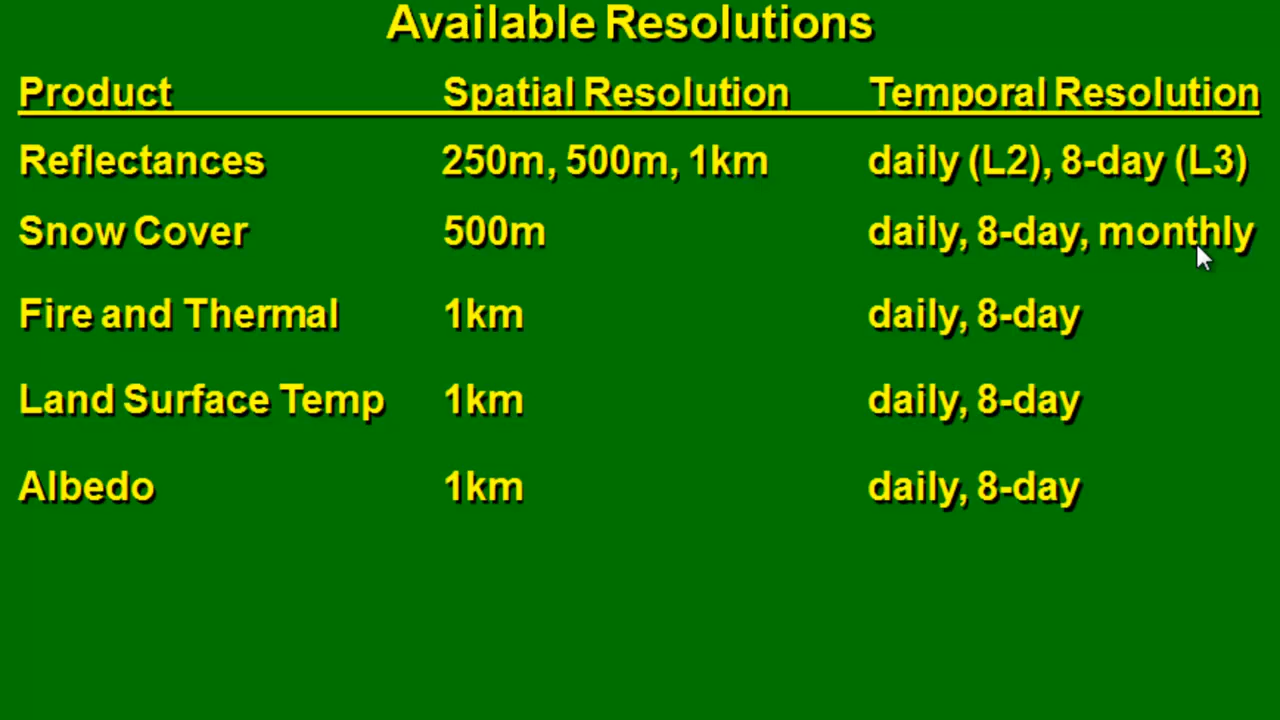 Available Resolutions
Product Spatial Resolution Temporal Resolution
Reflectances 250m, 500m, 1km daily (L2), 8-day (L3)
Snow Cover 500m daily, 8-day, monthly
Fire and Thermal 1km daily, 8-day
Land Surface Temp 1km daily, 8-day
Albedo 1km daily, 8-day